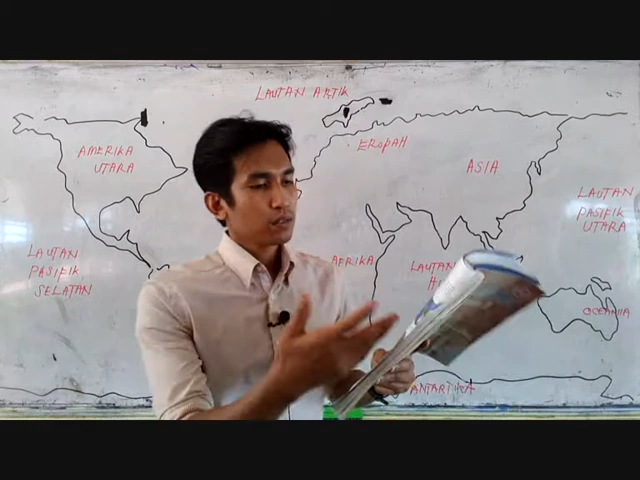 LAUTAN ARTIK
EROPAH
AMERIKA
UTARA
ASIA
LAUTAN
PASIFIK
UTARA
LAUTAN
PASIFIK
SELATAN
AFRIKA
LAUTAN
OCEANIA
ANTARTIKA